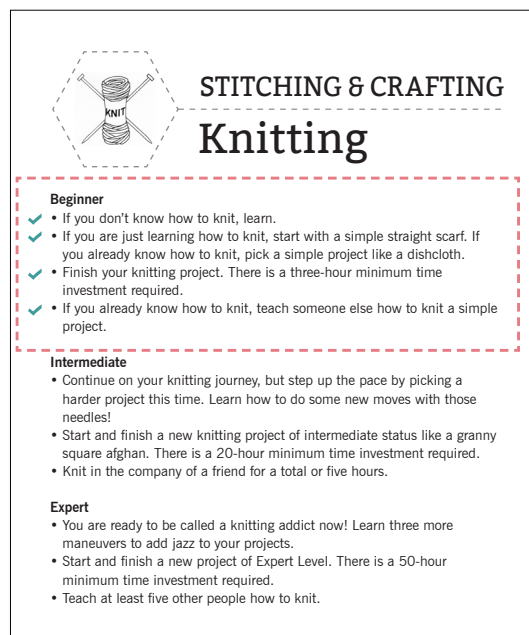 KNIT
STITCHING & CRAFTING
Knitting
Beginner
• If you don't know how to knit, learn.
• If you are just learning how to knit, start with a simple straight scarf. If
you already know how to knit, pick a simple project like a dishcloth.
• Finish your knitting project. There is a three-hour minimum time
investment required.
• If you already know how to knit, teach someone else how to knit a simple
project.
Intermediate
• Continue on your knitting journey, but step up the pace by picking a
harder project this time. Learn how to do some new moves with those
needles!
• Start and finish a new knitting project of intermediate status like a granny
square afghan. There is a 20-hour minimum time investment required.
• Knit in the company of a friend for a total or five hours.
Expert
• You are ready to be called a knitting addict now! Learn three more
maneuvers to add jazz to your projects.
• Start and finish a new project of Expert Level. There is a 50-hour
minimum time investment required.
• Teach at least five other people how to knit.